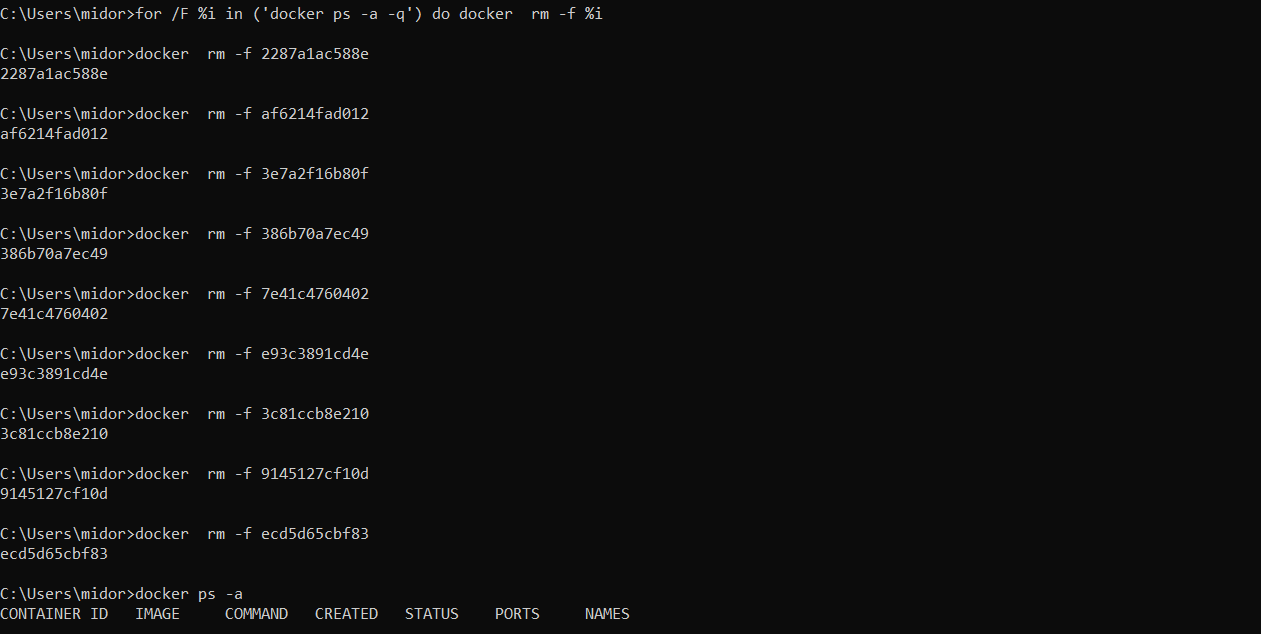 C:\Users\midor>for /F %i in ('docker ps -a -q') do docker  rm -f %i
C:\Users\midor>docker  rm -f 2287a1ac588e
2287a1ac588e
C:\Users\midor>docker  rm -f af6214fad012
af6214fad012
C:\Users\midor>docker  rm -f 3e7a2f16b80f
3e7a2f16b80f
C:\Users\midor>docker  rm -f 386b70a7ec49
386b70a7ec49
C:\Users\midor>docker  rm -f 7e41c4760402
7e41c4760402
C:\Users\midor>docker  rm -f e93c3891cd4e
e93c3891cd4e
C:\Users\midor>docker  rm -f 3c81ccb8e210
3c81ccb8e210
C:\Users\midor>docker  rm -f 9145127cf10d
9145127cf10d
C:\Users\midor>docker  rm -f ecd5d65cbf83
ecd5d65cbf83
C:\Users\midor>docker ps -a
CONTAINER ID   IMAGE     COMMAND   CREATED   STATUS    PORTS     NAMES